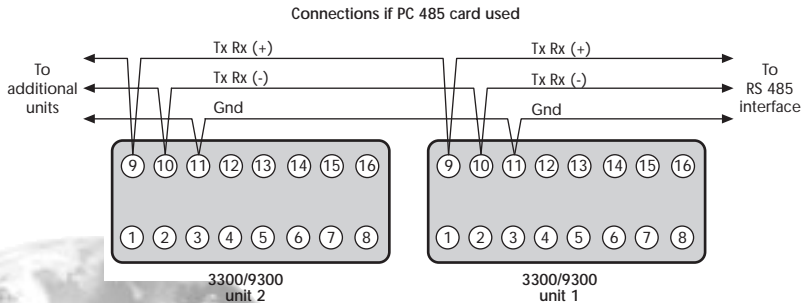 Connections if PC 485 card used
Tx Rx (+) Tx Rx (+)
To additional units
Tx Rx (-) Tx Rx (-)
To RS 485 interface
Gnd Gnd
9 10 11 12 13 14 15 16 9 10 11 12 13 14 15 16
1 2 3 4 5 6 7 8 1 2 3 4 5 6 7 8
3300/9300 3300/9300
unit 2 unit 1